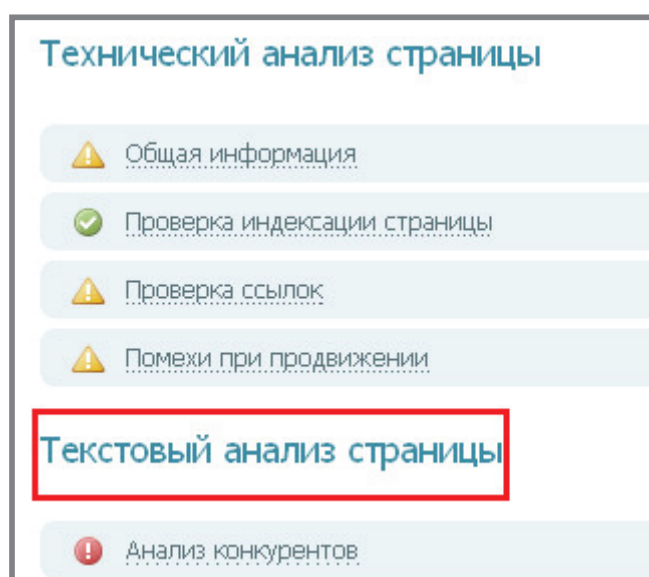 Технический анализ страницы
Общая информация
Проверка индексации страницы
Проверка ссылок
Помехи при продвижении
Текстовый анализ страницы
Анализ конкурентов